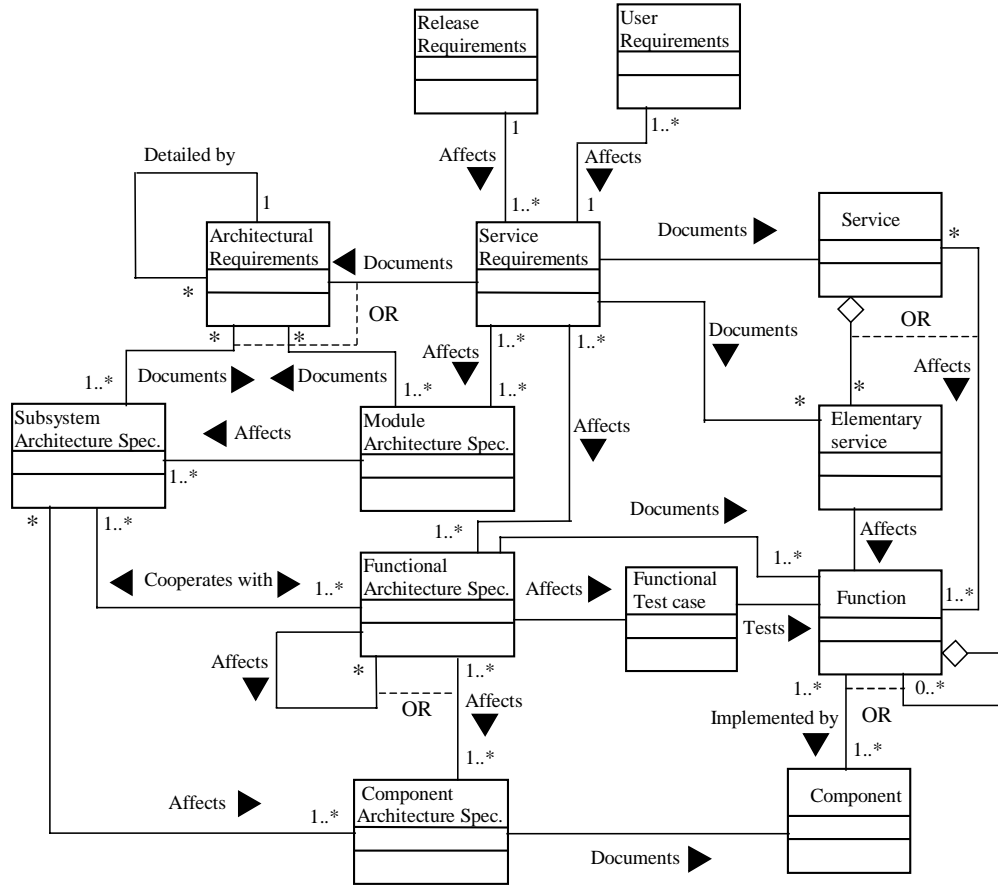 Release
Requirements
User
Requirements
1
1..*
Detailed by
Affects
Affects
1
1..*
1
Architectural
Requirements
Service
Requirements
Service
Documents
*
Documents
*
OR
OR
*
*
1..*
1..*
Documents
Documents
Documents
Affects
Affects
1..*
1..*
1..*
*
*
Subsystem
Architecture Spec.
Module
Architecture Spec.
Elementary
service
Affects
Affects
1..*
*
1..*
Documents
Affects
1..*
1..*
Cooperates with
1..*
Functional
Architecture Spec.
Affects
Functional
Test case
Function
1..*
Tests
Affects
*
1..*
1..*
0..*
OR
Affects
Implemented by
OR
1..*
1..*
Affects
1..*
Component
Architecture Spec.
Component
Documents